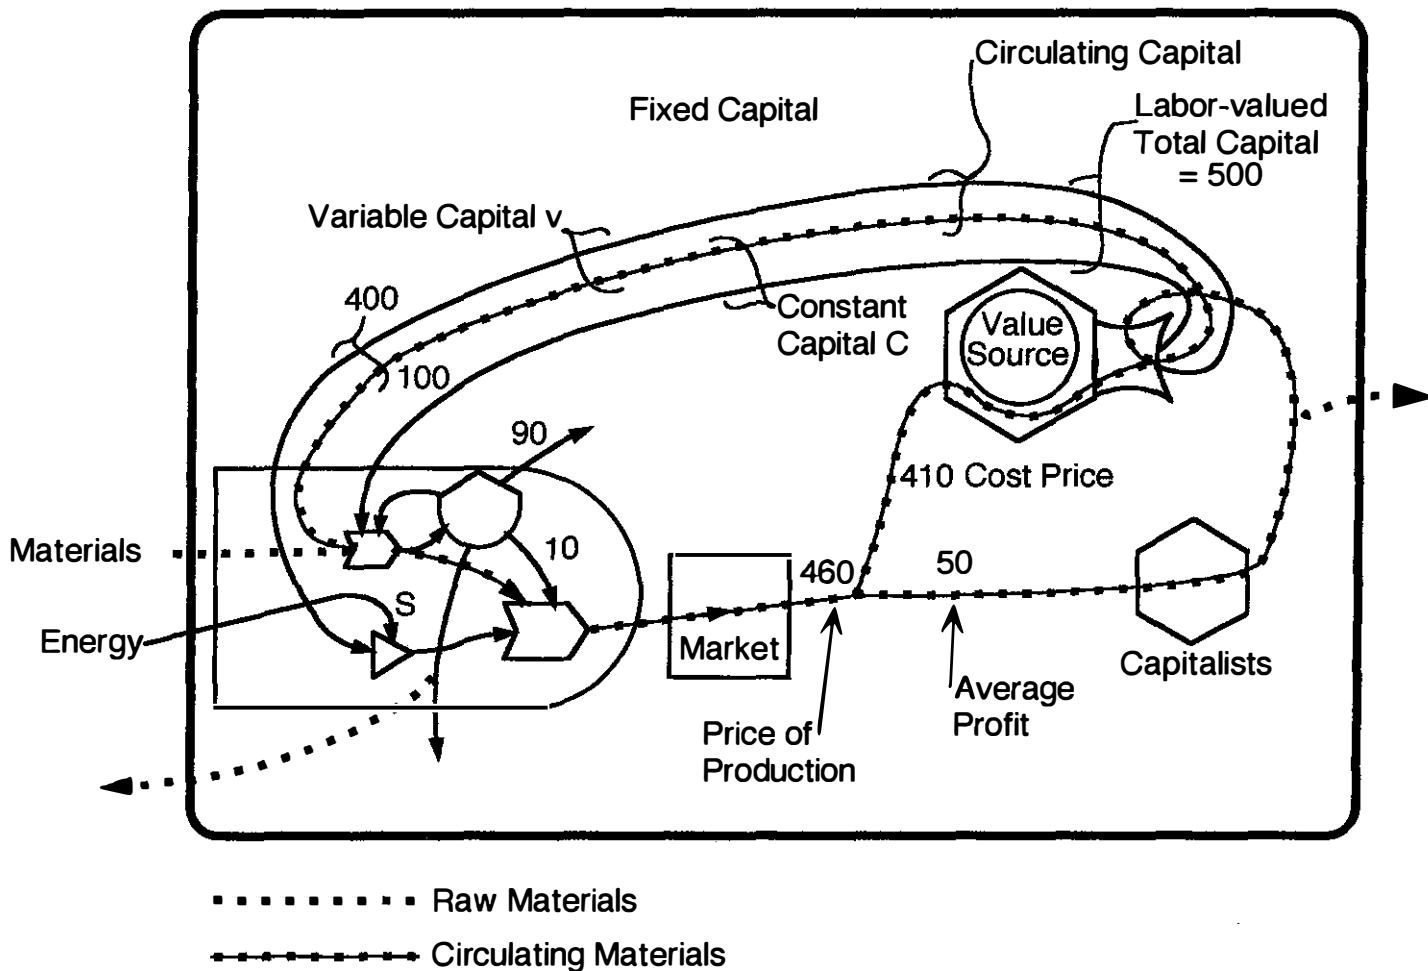 Circulating Capital
Fixed Capital
Labor-valued
Total Capital
= 500
Variable Capital v
400
Constant
Capital C
Value
Source
100
90
410 Cost Price
Materials
10
460
50
S
Energy
Market
Capitalists
Average
Profit
Price of
Production
Raw Materials
Circulating Materials